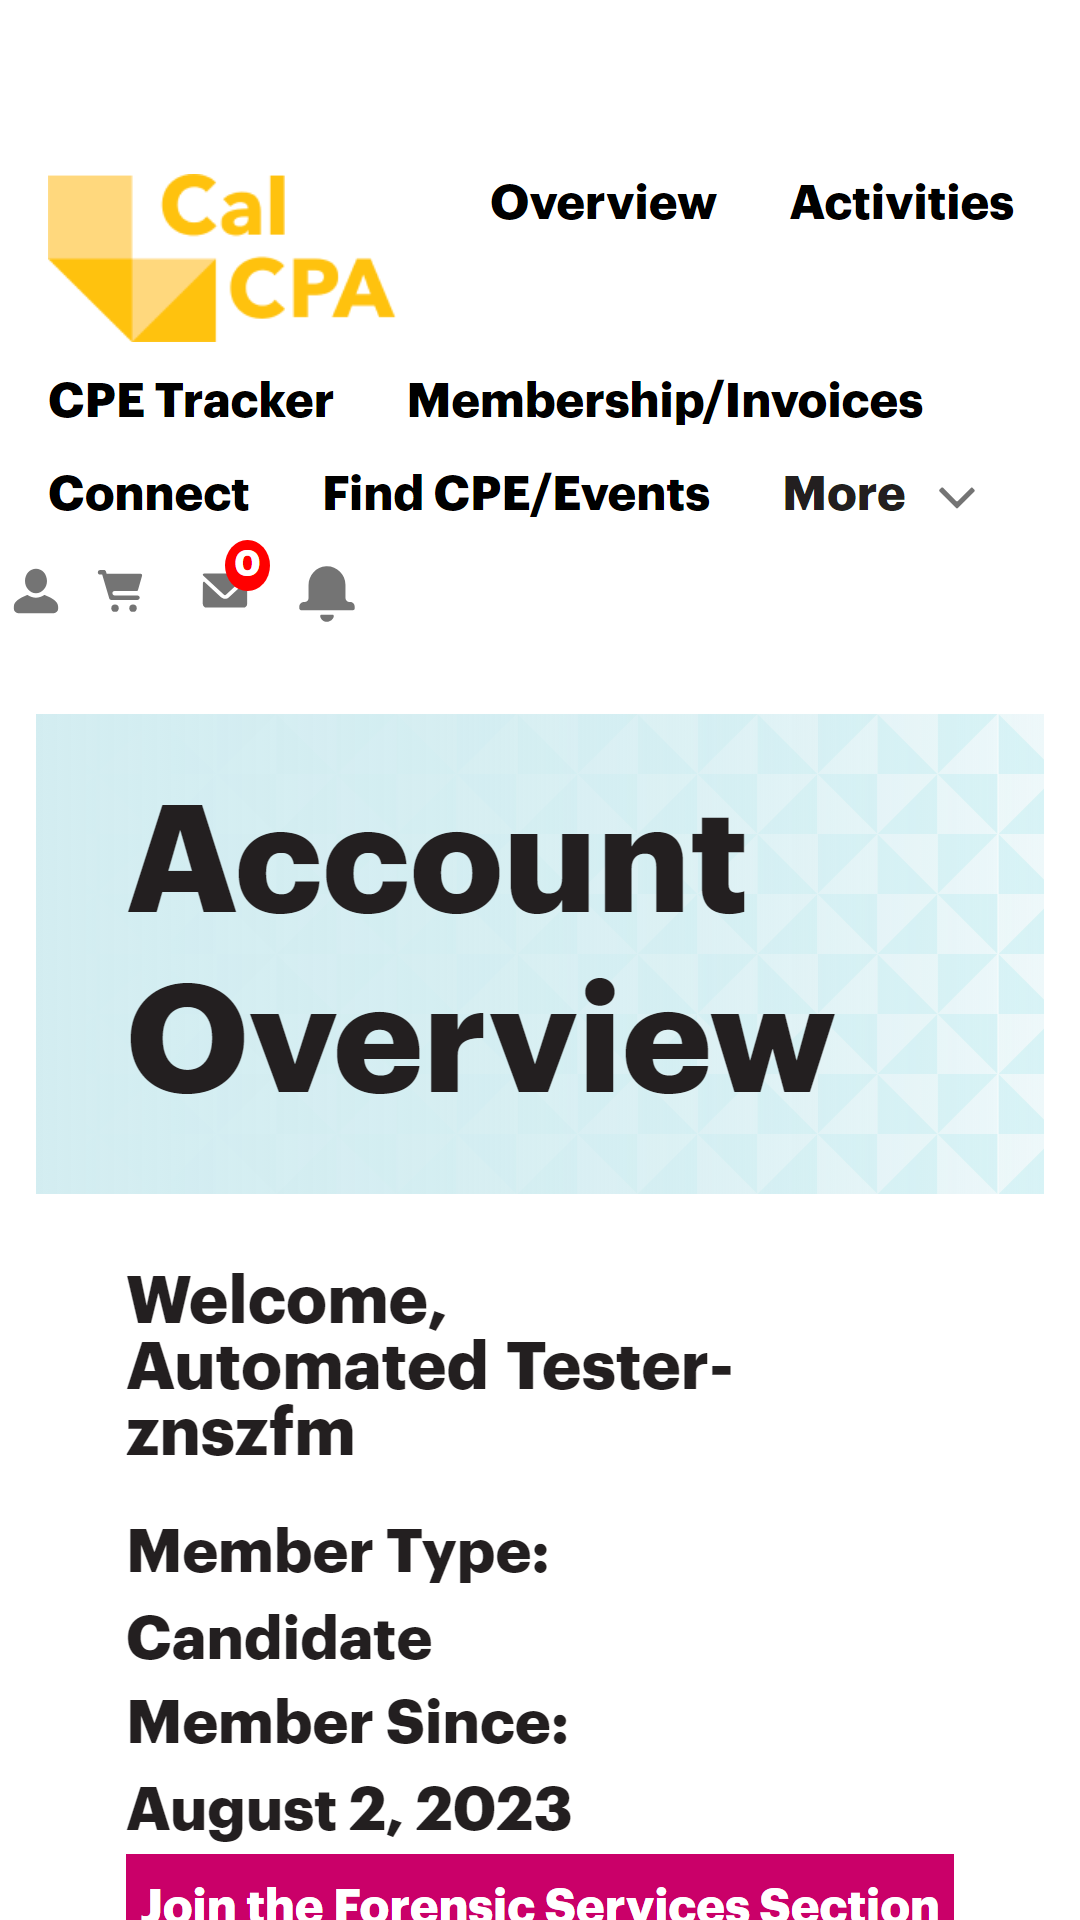 Cal
CPA
Overview Activities
CPE Tracker Membership/Invoices
Connect Find CPE/Events More
0
Account
Overview
Welcome,
Automated Tester-
znszfm
Member Type:
Candidate
Member Since:
August 2, 2023
Join the Forensic Services Section